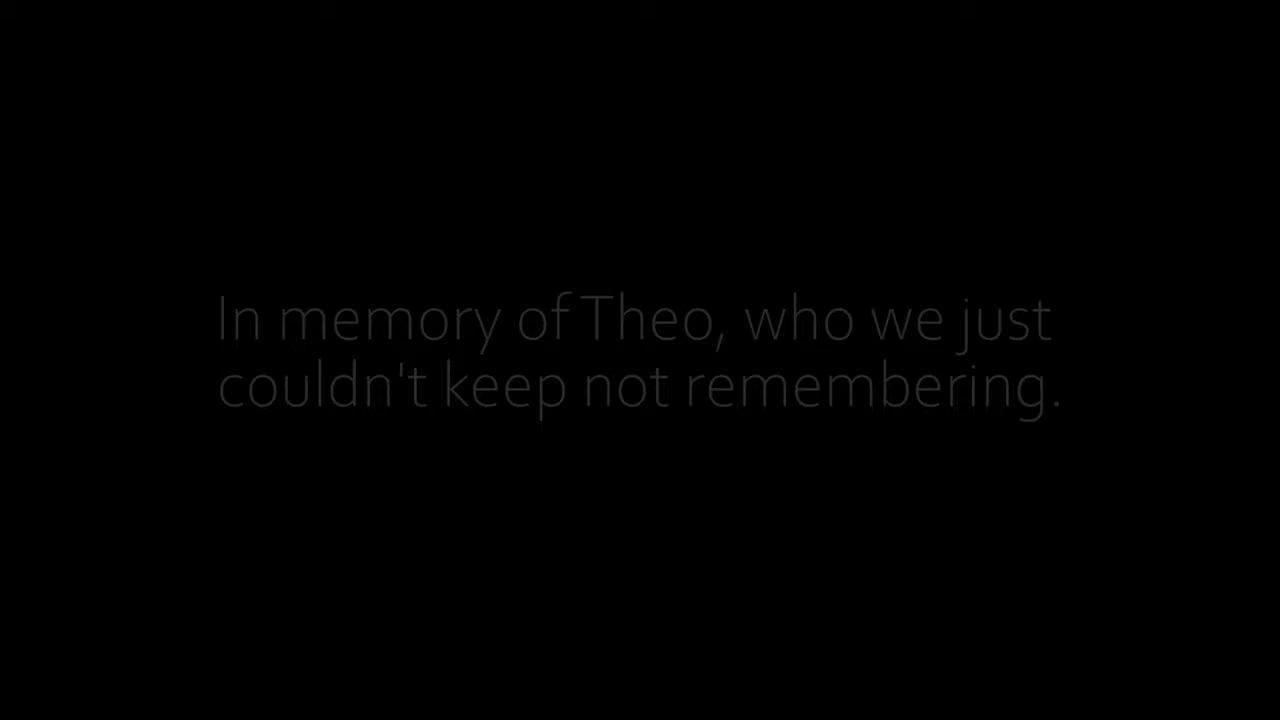 In memory of Theo, who we just
couldn't keep not remembering.